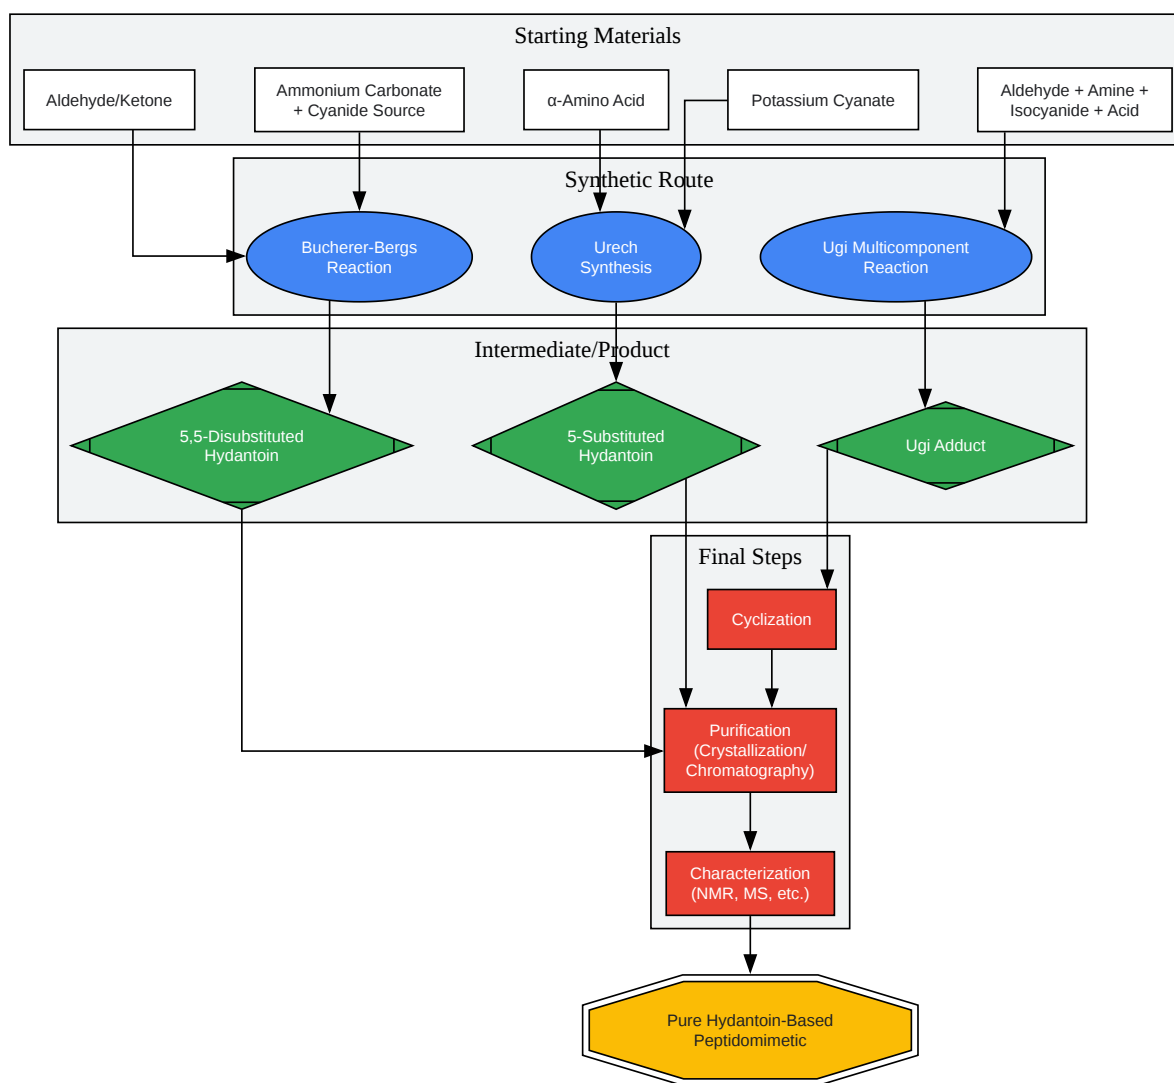 Starting Materials
Aldehyde/Ketone
Ammonium Carbonate
+ Cyanide Source
α-Amino Acid
Potassium Cyanate
Aldehyde + Amine +
Isocyanide + Acid
Synthetic Route
Bucherer-Bergs
Reaction
Urech
Synthesis
Ugi Multicomponent
Reaction
Intermediate/Product
5,5-Disubstituted
Hydantoin
5-Substituted
Hydantoin
Ugi Adduct
Final Steps
Cyclization
Purification
(Crystallization/
Chromatography)
Characterization
(NMR, MS, etc.)
Pure Hydantoin-Based
Peptidomimetic